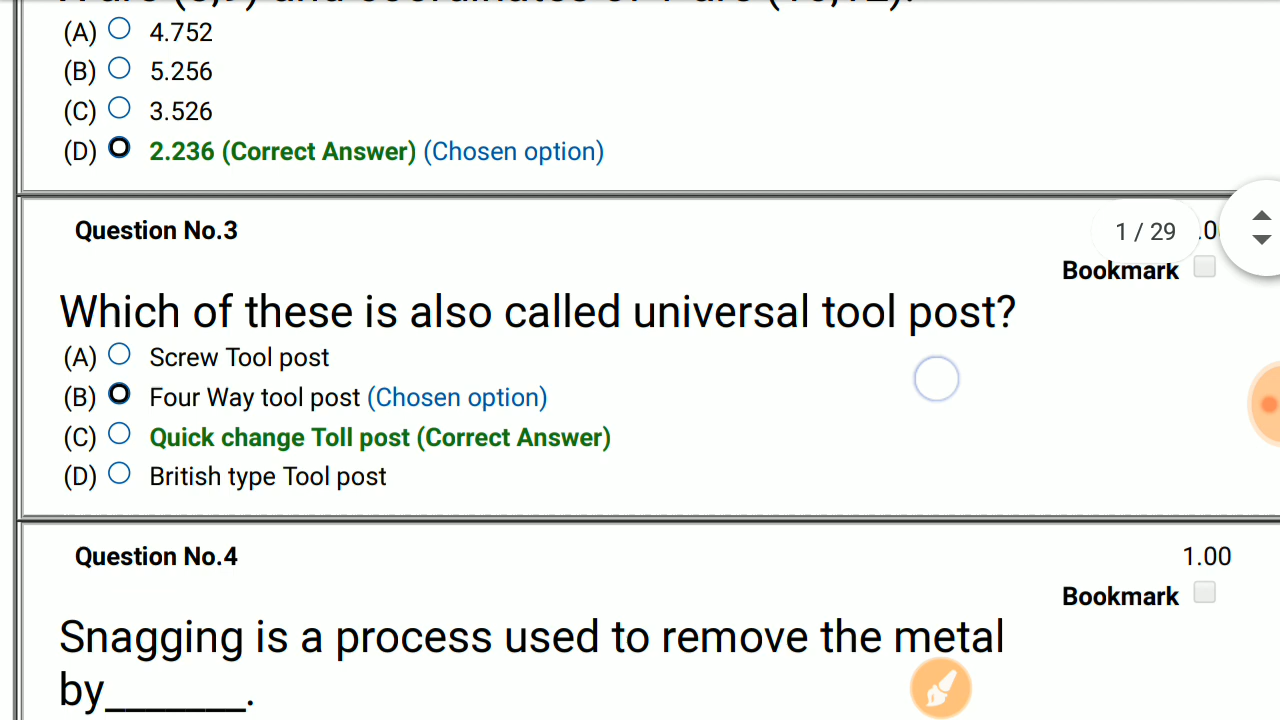 (A) 4.752
(B) 5.256
(C) 3.526
(D) 2.236 (Correct Answer) (Chosen option)
Question No.3
1 / 29
Bookmark
Which of these is also called universal tool post?
(A) Screw Tool post
(B) Four Way tool post (Chosen option)
(C) Quick change Toll post (Correct Answer)
(D) British type Tool post
Question No.4 1.00
Bookmark
Snagging is a process used to remove the metal
by_______.